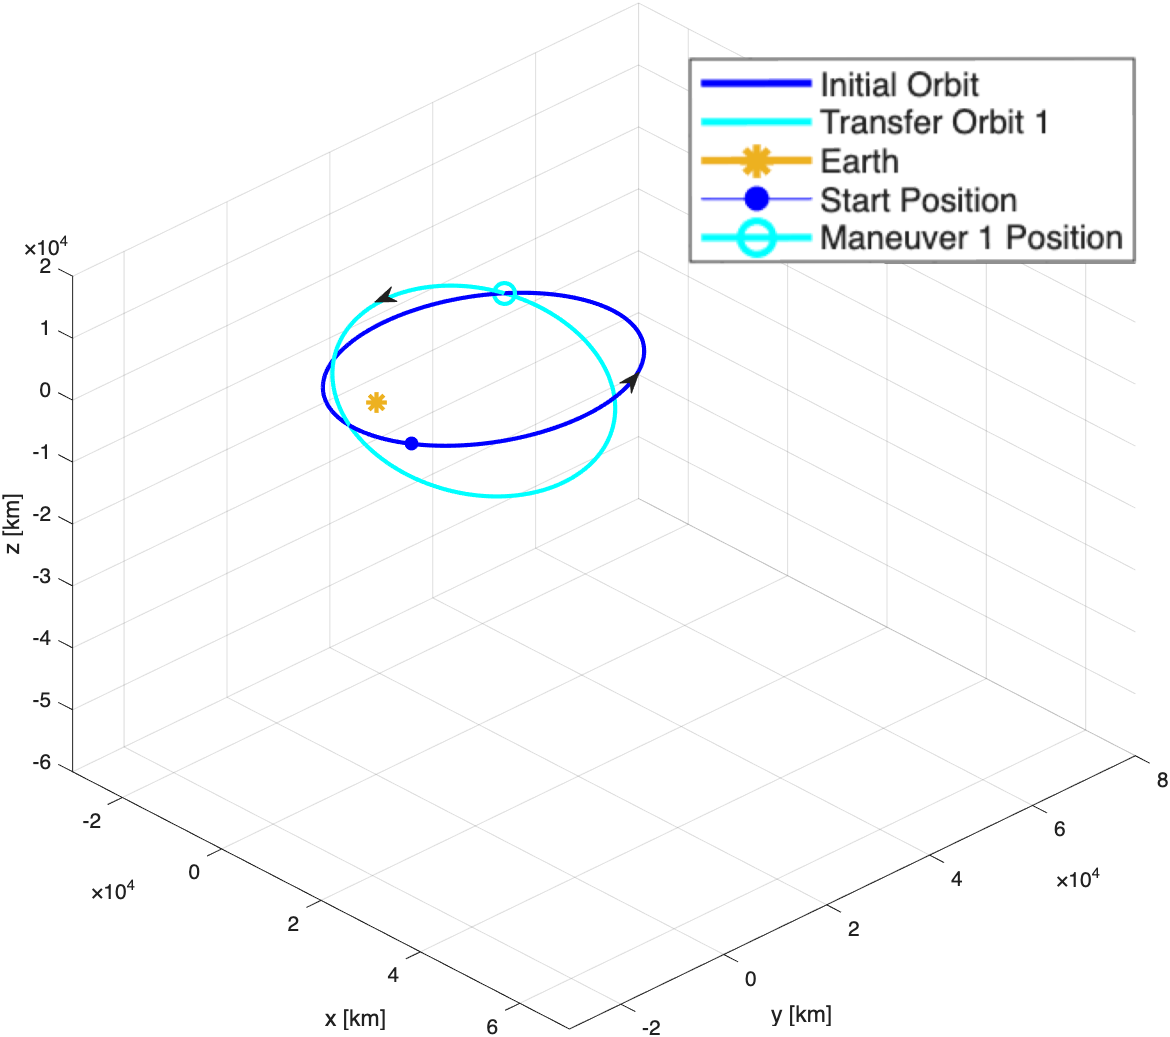 Initial Orbit
Transfer Orbit 1
Earth
Start Position
Maneuver 1 Position
×10⁴
2
1
0
-1
-2
-3
-4
-5
-6
z [km]
-2
0
2
4
6
×10⁴
x [km]
-2
0
2
4
6
8
×10⁴
y [km]